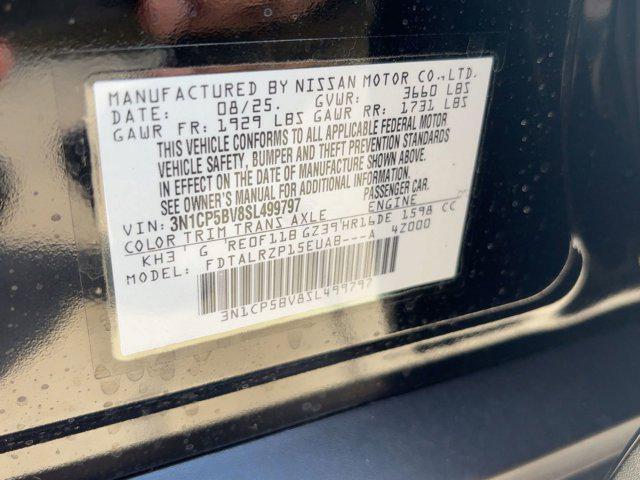 MANUFACTURED BY NISSAN MOTOR CO.,LTD.
DATE: 08/25. GVWR: 3660 LBS
GAWR FR: 1929 LBS GAWR RR: 1731 LBS
THIS VEHICLE CONFORMS TO ALL APPLICABLE FEDERAL MOTOR
VEHICLE SAFETY, BUMPER AND THEFT PREVENTION STANDARDS
IN EFFECT ON THE DATE OF MANUFACTURE SHOWN ABOVE.
SEE OWNER'S MANUAL FOR ADDITIONAL INFORMATION.
VIN: 3N1CP5BV8SL499797 PASSENGER CAR.
COLOR TRIM TRANS AXLE ENGINE
KH3 G RE0F11B GZ39 HR16DE 1598 CC
MODEL: FDTALRZP15EUA8---A 4Z000
3N1CP5BV8SL499797